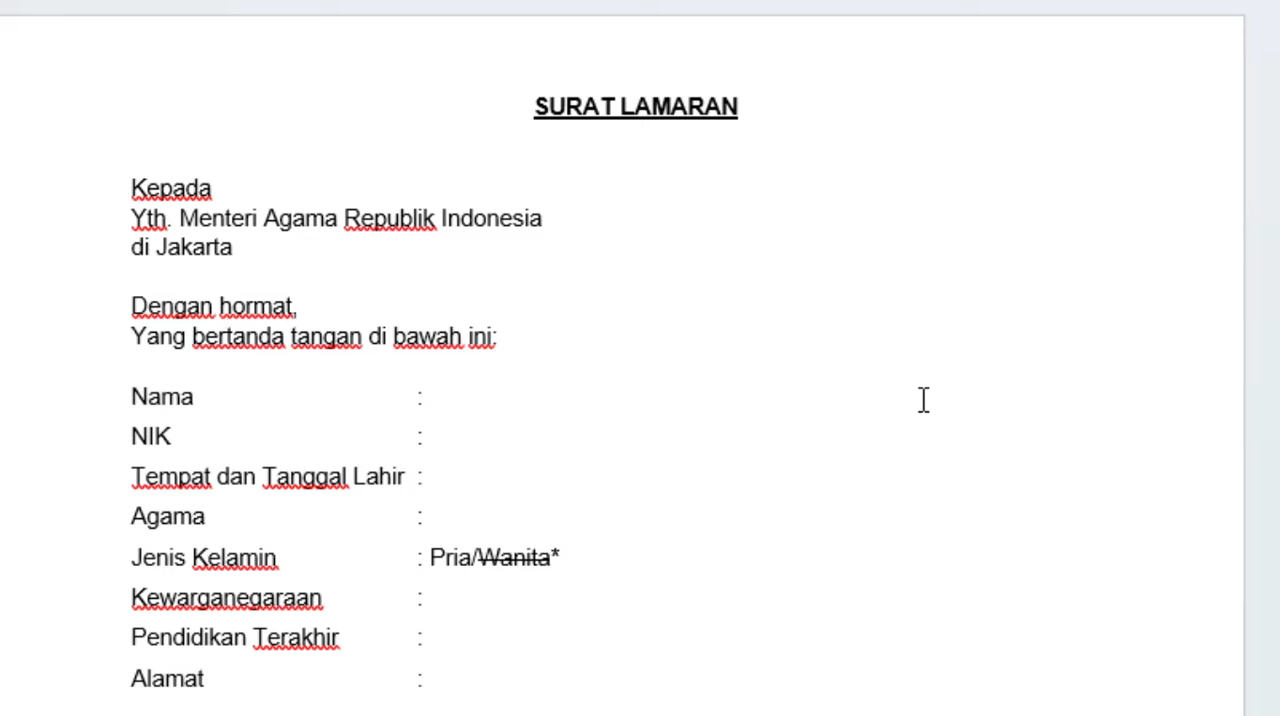 SURAT LAMARAN
Kepada
Yth. Menteri Agama Republik Indonesia
di Jakarta
Dengan hormat,
Yang bertanda tangan di bawah ini:
Nama :
NIK :
Tempat dan Tanggal Lahir :
Agama :
Jenis Kelamin : Pria/Wanita*
Kewarganegaraan :
Pendidikan Terakhir :
Alamat :